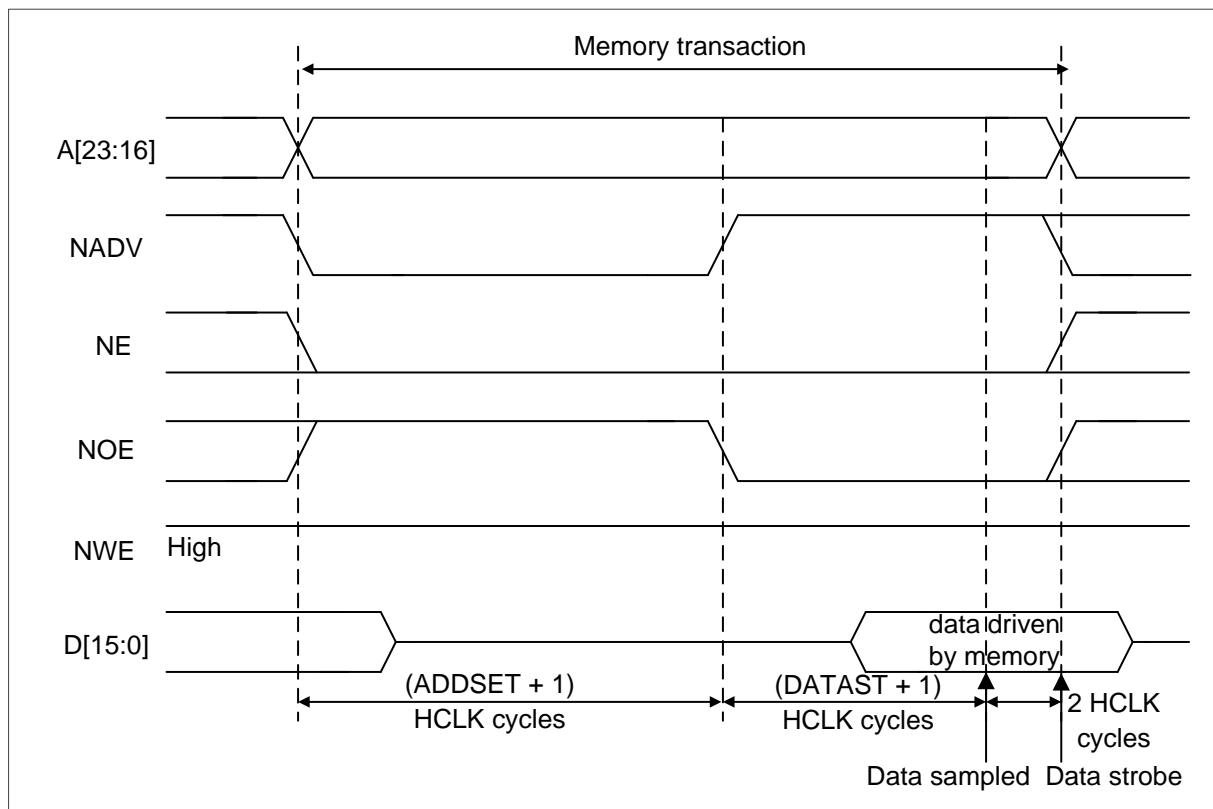 Memory transaction
A[23:16]
NADV
NE
NOE
NWE High
D[15:0]
data driven
by memory
(ADDSET + 1) (DATAST + 1)
HCLK cycles HCLK cycles 2 HCLK
cycles
Data sampled Data strobe